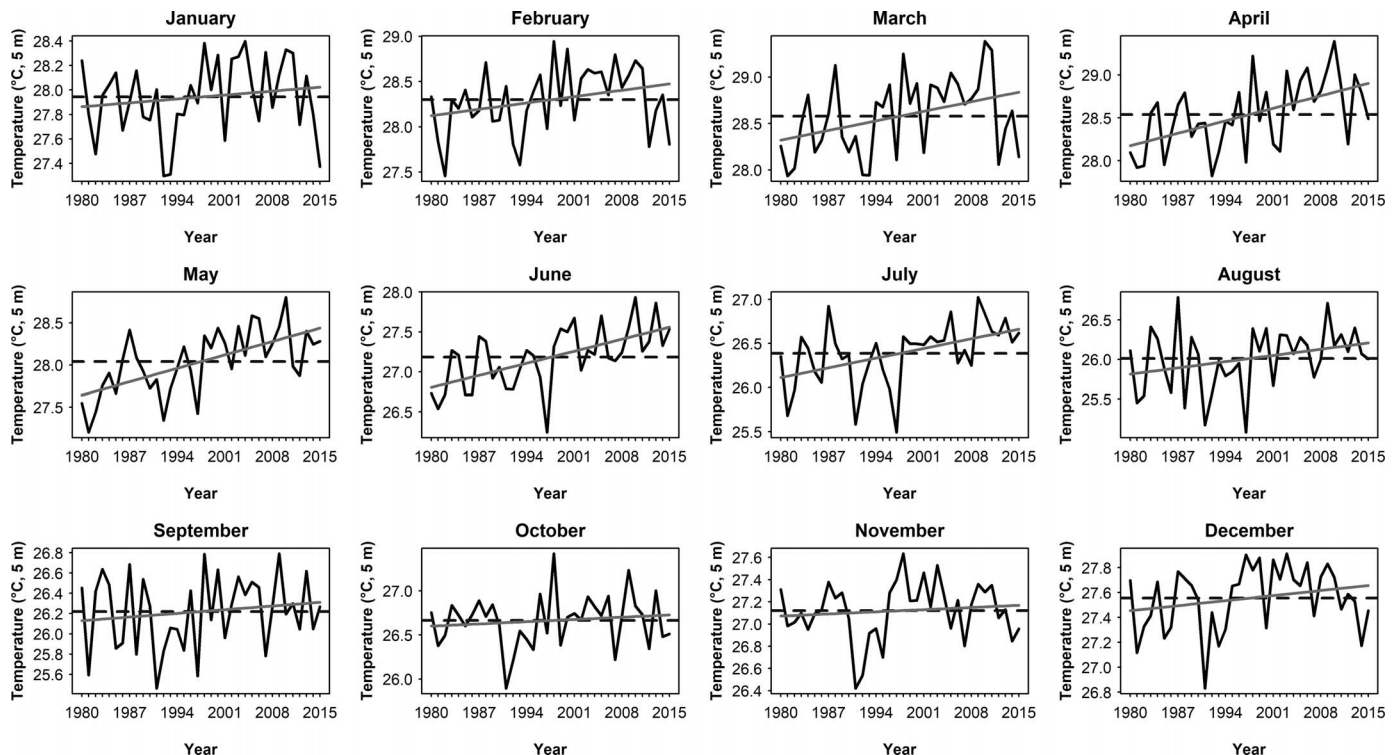 January
February
March
April
Temperature (°C, 5 m)
28.4
28.2
28.0
27.8
27.6
27.4
1980 1987 1994 2001 2008 2015
Year
Temperature (°C, 5 m)
29.0
28.5
28.0
27.5
1980 1987 1994 2001 2008 2015
Year
Temperature (°C, 5 m)
29.0
28.5
28.0
1980 1987 1994 2001 2008 2015
Year
Temperature (°C, 5 m)
29.0
28.5
28.0
1980 1987 1994 2001 2008 2015
Year
May
June
July
August
Temperature (°C, 5 m)
28.5
28.0
27.5
1980 1987 1994 2001 2008 2015
Year
Temperature (°C, 5 m)
28.0
27.5
27.0
26.5
1980 1987 1994 2001 2008 2015
Year
Temperature (°C, 5 m)
27.0
26.5
26.0
25.5
1980 1987 1994 2001 2008 2015
Year
Temperature (°C, 5 m)
26.5
26.0
25.5
1980 1987 1994 2001 2008 2015
Year
September
October
November
December
Temperature (°C, 5 m)
26.8
26.6
26.4
26.2
26.0
25.8
25.6
1980 1987 1994 2001 2008 2015
Year
Temperature (°C, 5 m)
27.0
26.5
26.0
1980 1987 1994 2001 2008 2015
Year
Temperature (°C, 5 m)
27.6
27.4
27.2
27.0
26.8
26.6
26.4
1980 1987 1994 2001 2008 2015
Year
Temperature (°C, 5 m)
27.8
27.6
27.4
27.2
27.0
26.8
1980 1987 1994 2001 2008 2015
Year